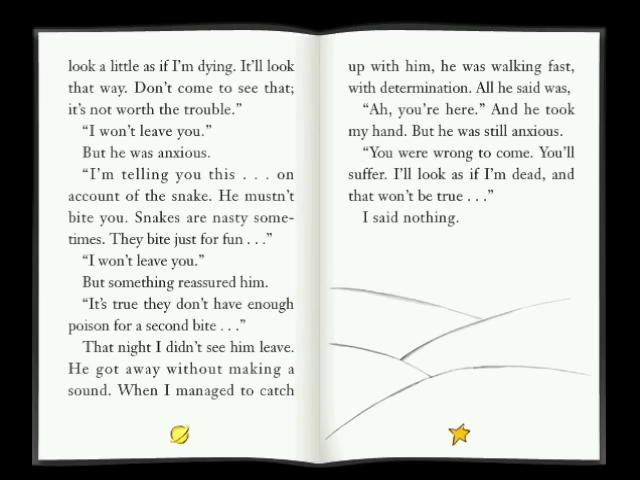 look a little as if I'm dying. It'll look
that way. Don't come to see that;
it's not worth the trouble."
"I won't leave you."
But he was anxious.
"I'm telling you this . . . on
account of the snake. He mustn't
bite you. Snakes are nasty some-
times. They bite just for fun . . ."
"I won't leave you."
But something reassured him.
"It's true they don't have enough
poison for a second bite . . ."
That night I didn't see him leave.
He got away without making a
sound. When I managed to catch
up with him, he was walking fast,
with determination. All he said was,
"Ah, you're here." And he took
my hand. But he was still anxious.
"You were wrong to come. You'll
suffer. I'll look as if I'm dead, and
that won't be true . . ."
I said nothing.